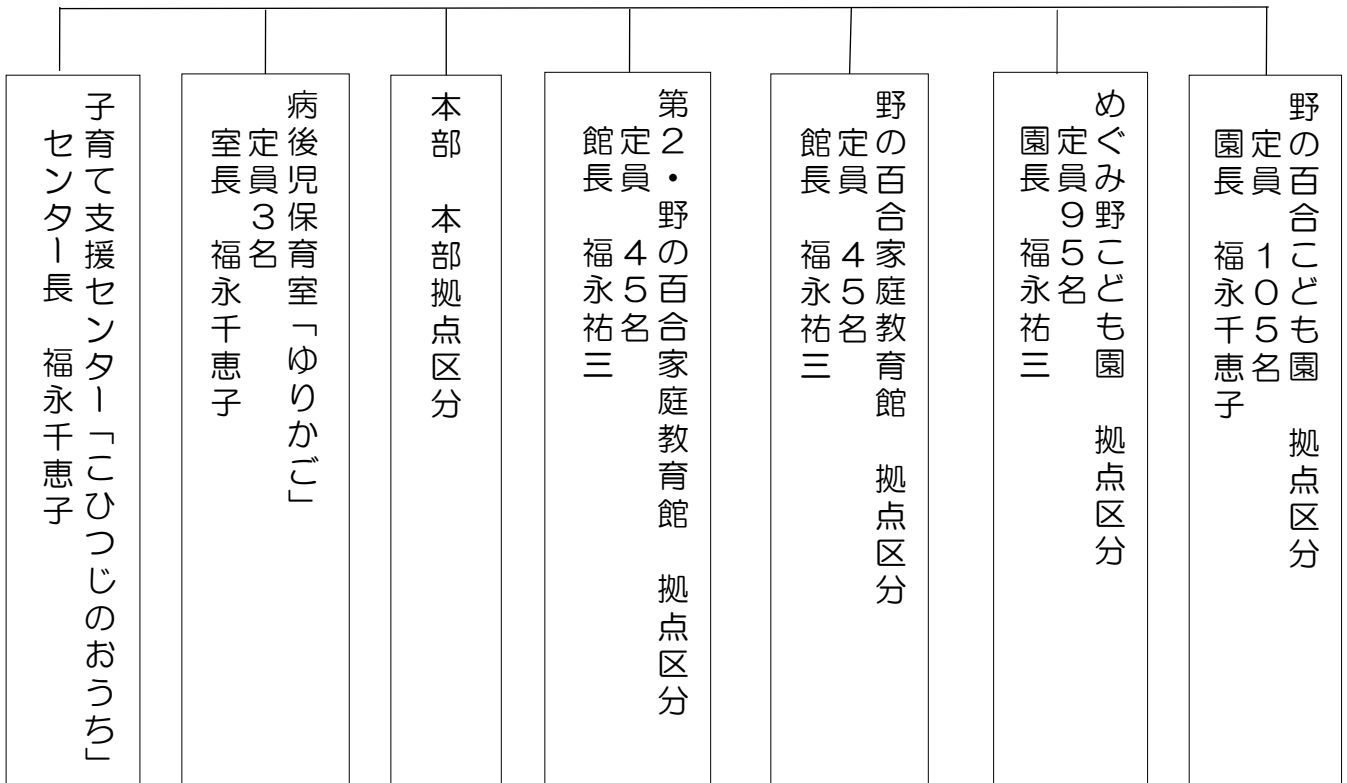 野の百合こども園　拠点区分
定員　１０５名
園長　福永千恵子
めぐみ野こども園　拠点区分
定員９５名
園長　福永祐三
野の百合家庭教育館　拠点区分
定員　４５名
館長　福永祐三
第２・野の百合家庭教育館　拠点区分
定員　４５名
館長　福永祐三
本部　本部拠点区分
病後児保育室「ゆりかご」
定員３名
室長　福永千恵子
子育て支援センター「こひつじのおうち」
センター長　福永千恵子